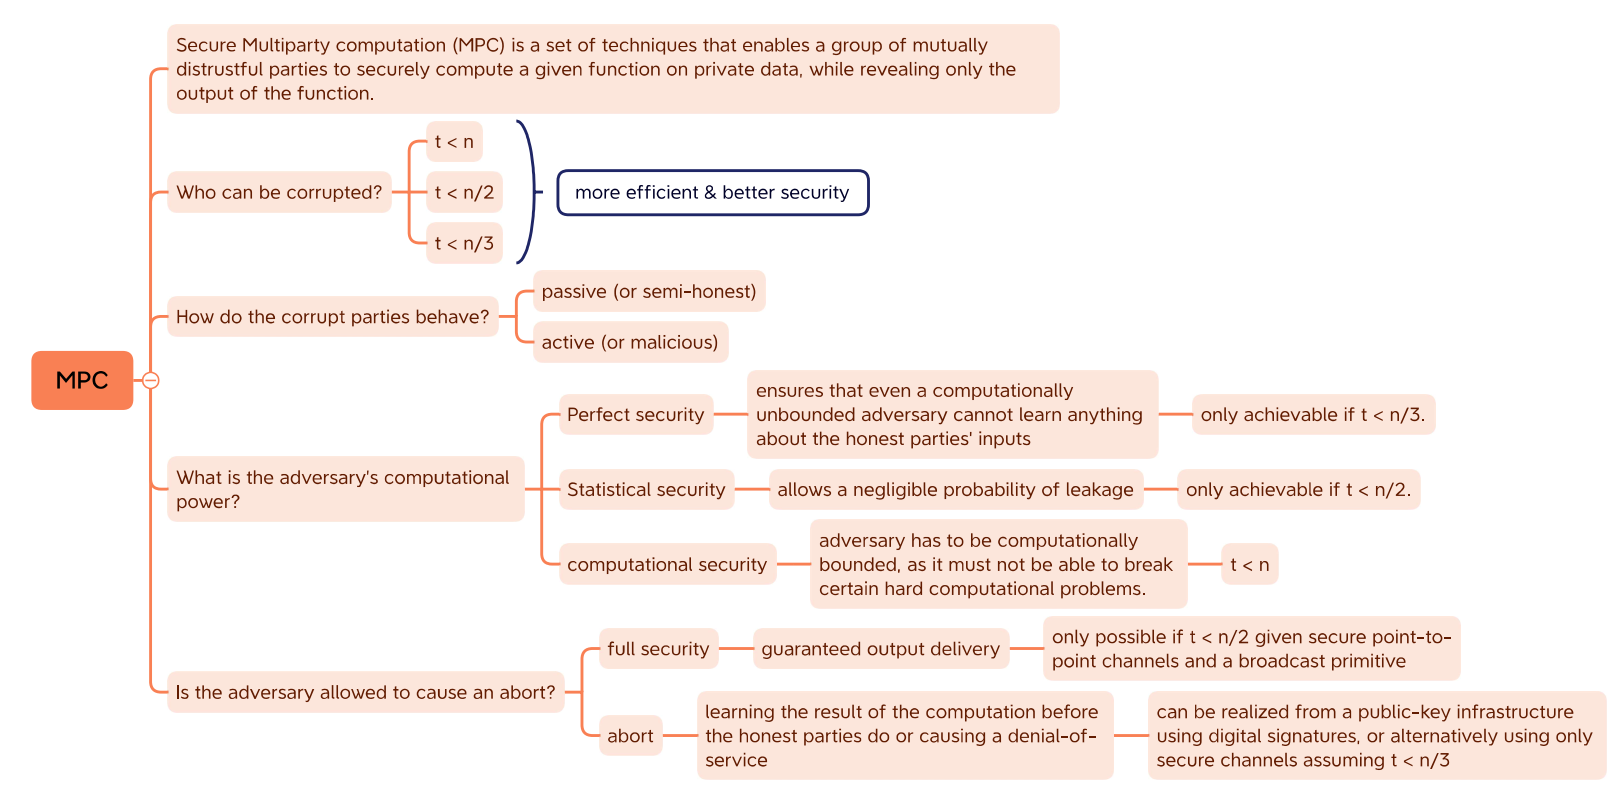 Secure Multiparty computation (MPC) is a set of techniques that enables a group of mutually
distrustful parties to securely compute a given function on private data, while revealing only the
output of the function.
t < n
Who can be corrupted?
t < n/2
more efficient & better security
t < n/3
passive (or semi-honest)
How do the corrupt parties behave?
active (or malicious)
MPC
ensures that even a computationally
Perfect security
unbounded adversary cannot learn anything
only achievable if t < n/3.
about the honest parties' inputs
What is the adversary's computational
power?
Statistical security
allows a negligible probability of leakage
only achievable if t < n/2.
adversary has to be computationally
computational security
bounded, as it must not be able to break
t < n
certain hard computational problems.
full security
guaranteed output delivery
only possible if t < n/2 given secure point-to-
point channels and a broadcast primitive
Is the adversary allowed to cause an abort?
abort
learning the result of the computation before
the honest parties do or causing a denial-of-
service
can be realized from a public-key infrastructure
using digital signatures, or alternatively using only
secure channels assuming t < n/3